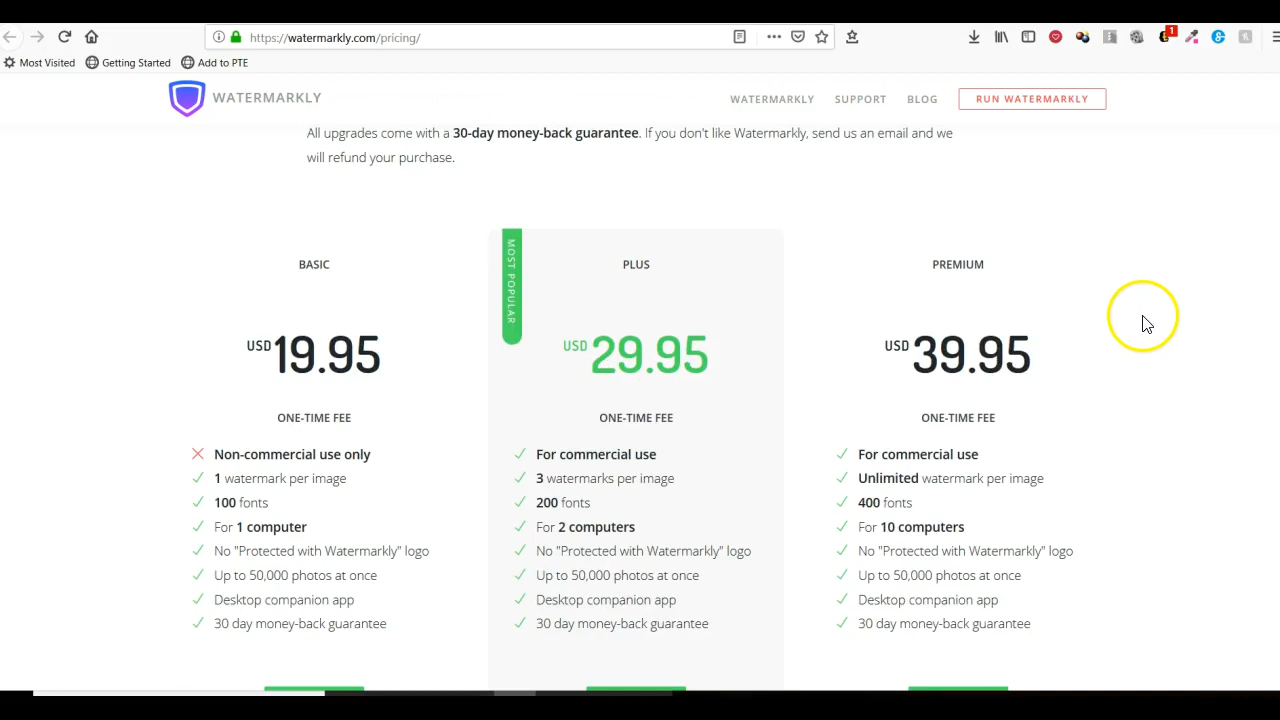 https://watermarkly.com/pricing/
1
Most Visited
Getting Started
Add to PTE
WATERMARKLY
WATERMARKLY
SUPPORT
BLOG
RUN WATERMARKLY
All upgrades come with a 30-day money-back guarantee. If you don't like Watermarkly, send us an email and we
will refund your purchase.
BASIC
USD 19.95
ONE-TIME FEE
Non-commercial use only
1 watermark per image
100 fonts
For 1 computer
No "Protected with Watermarkly" logo
Up to 50,000 photos at once
Desktop companion app
30 day money-back guarantee
MOST POPULAR
PLUS
USD 29.95
ONE-TIME FEE
For commercial use
3 watermarks per image
200 fonts
For 2 computers
No "Protected with Watermarkly" logo
Up to 50,000 photos at once
Desktop companion app
30 day money-back guarantee
PREMIUM
USD 39.95
ONE-TIME FEE
For commercial use
Unlimited watermark per image
400 fonts
For 10 computers
No "Protected with Watermarkly" logo
Up to 50,000 photos at once
Desktop companion app
30 day money-back guarantee